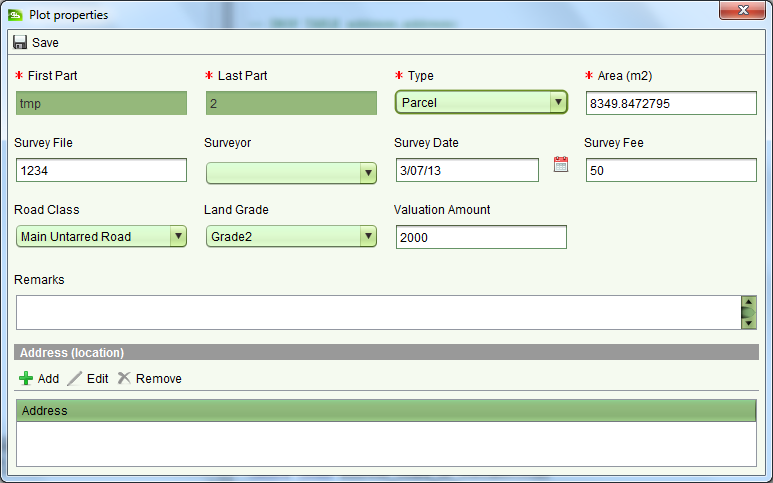 Plot properties
Save
* First Part * Last Part * Type * Area (m2)
tmp 2 Parcel 8349.8472795
Survey File Surveyor Survey Date Survey Fee
1234 3/07/13 50
Road Class Land Grade Valuation Amount
Main Untarred Road Grade2 2000
Remarks
Address (location)
Add Edit Remove
Address